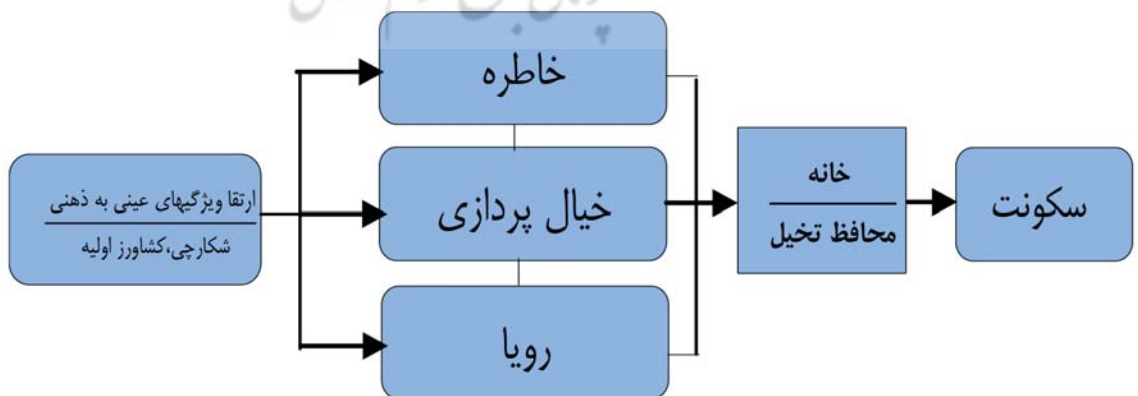 خاطره
ارتقا ویژگیهای عینی به ذهنی
شکارچی،کشاورز اولیه
خیال پردازی
رویا
خانه
محافظ تخیل
سکونت